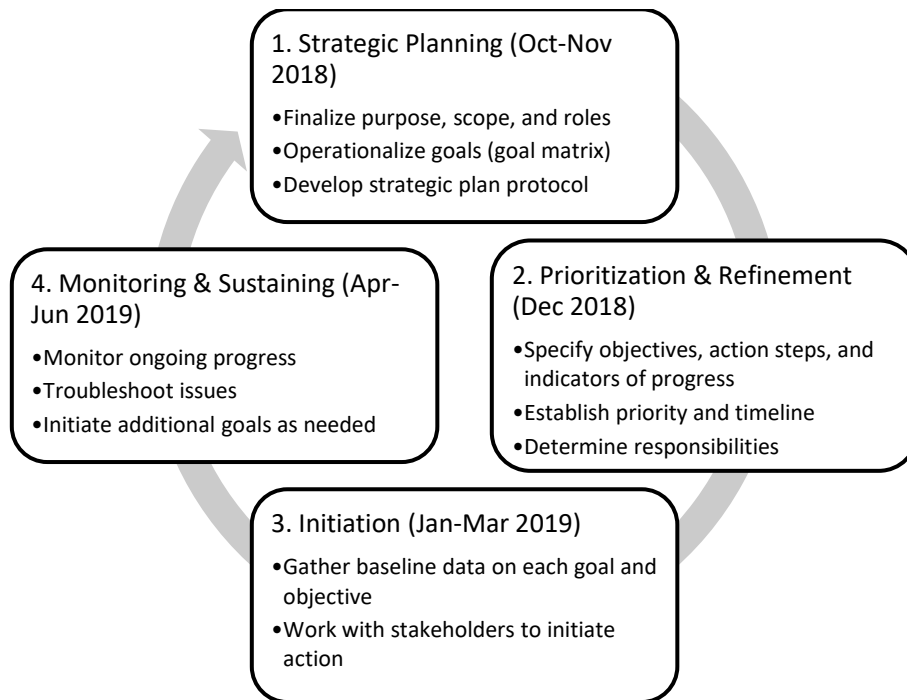 1. Strategic Planning (Oct-Nov
2018)
•Finalize purpose, scope, and roles
•Operationalize goals (goal matrix)
•Develop strategic plan protocol
2. Prioritization & Refinement
(Dec 2018)
•Specify objectives, action steps, and
indicators of progress
•Establish priority and timeline
•Determine responsibilities
3. Initiation (Jan-Mar 2019)
•Gather baseline data on each goal and
objective
•Work with stakeholders to initiate
action
4. Monitoring & Sustaining (Apr-
Jun 2019)
•Monitor ongoing progress
•Troubleshoot issues
•Initiate additional goals as needed